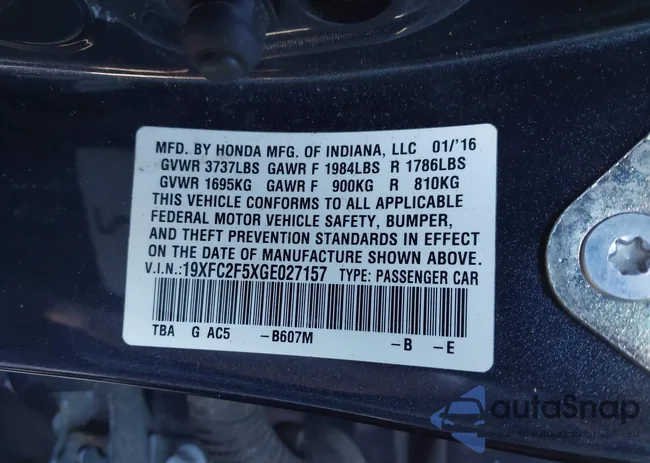 MFD. BY HONDA MFG. OF INDIANA, LLC 01/'16
GVWR 3737LBS GAWR F 1984LBS R 1786LBS
GVWR 1695KG GAWR F 900KG R 810KG
THIS VEHICLE CONFORMS TO ALL APPLICABLE
FEDERAL MOTOR VEHICLE SAFETY, BUMPER,
AND THEFT PREVENTION STANDARDS IN EFFECT
ON THE DATE OF MANUFACTURE SHOWN ABOVE.
V.I.N.:19XFC2F5XGE027157 TYPE: PASSENGER CAR
TBA G AC5 -B607M -B -E
autoSnap